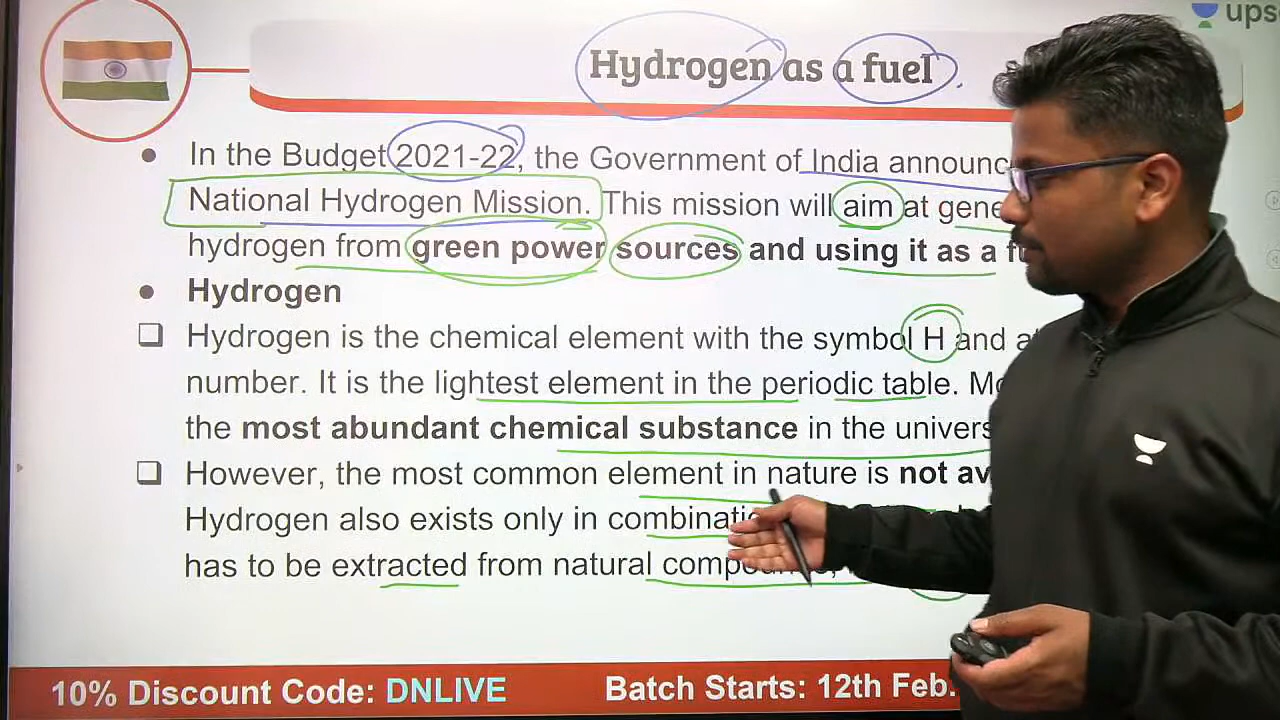 upsc
Hydrogen as a fuel
In the Budget 2021-22, the Government of India announc
National Hydrogen Mission. This mission will aim at gene
hydrogen from green power sources and using it as a
Hydrogen
Hydrogen is the chemical element with the symbol H and
number. It is the lightest element in the periodic table.
the most abundant chemical substance in the univers
However, the most common element in nature is not av
Hydrogen also exists only in combinati
has to be extracted from natural
10% Discount Code: DNLIVE
Batch Starts: 12th Feb.